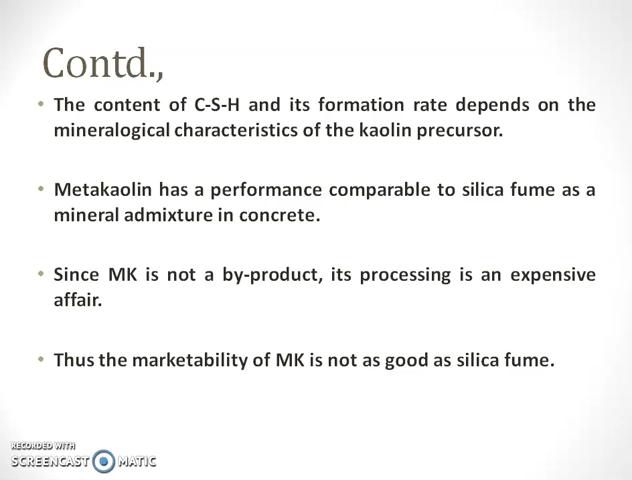 Contd.,
• The content of C-S-H and its formation rate depends on the
mineralogical characteristics of the kaolin precursor.
• Metakaolin has a performance comparable to silica fume as a
mineral admixture in concrete.
• Since MK is not a by-product, its processing is an expensive
affair.
• Thus the marketability of MK is not as good as silica fume.
RECORDED WITH
SCREENCAST MATIC